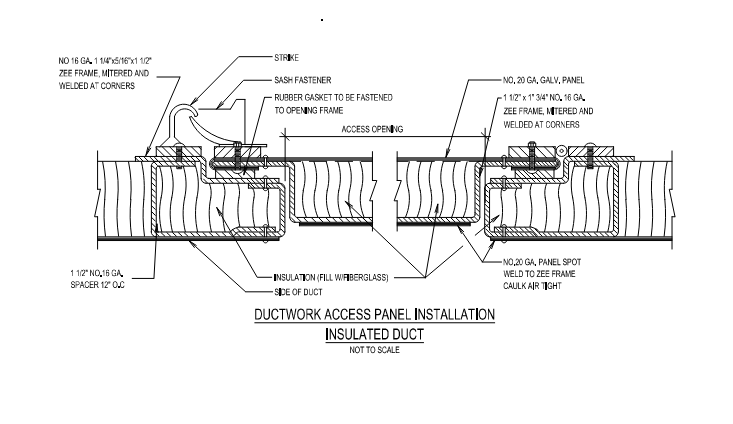 STRIKE
NO 16 GA. 1 1/4"x5/16"x1 1/2"
ZEE FRAME, MITERED AND
WELDED AT CORNERS
SASH FASTENER
NO. 20 GA, GALV, PANEL
RUBBER GASKET TO BE FASTENED
TO OPENING FRAME
1 1/2" x 1" 3/4" NO. 16 GA.
ZEE FRAME, MITERED AND
WELDED AT CORNERS
ACCESS OPENING
1 1/2" NO.16 GA.
SPACER 12" O.C
INSULATION (FILL W/FIBERGLASS)
SIDE OF DUCT
NO,20 GA, PANEL SPOT
WELD TO ZEE FRAME
CAULK AIR TIGHT
DUCTWORK ACCESS PANEL INSTALLATION
INSULATED DUCT
NOT TO SCALE